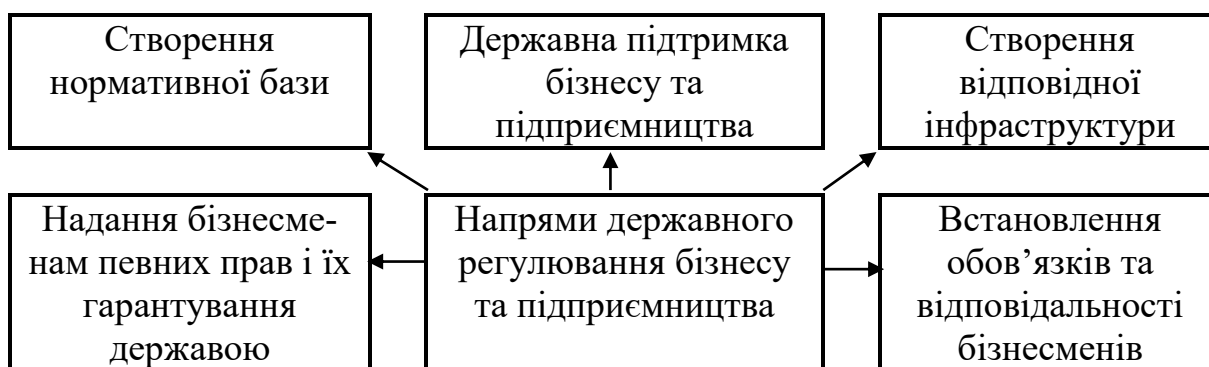 Створення
нормативної бази
Державна підтримка
бізнесу та
підприємництва
Створення
відповідної
інфраструктури
Надання бізнесме-
нам певних прав і їх
гарантування
державою
Напрями державного
регулювання бізнесу
та підприємництва
Встановлення
обов’язків та
відповідальності
бізнесменів